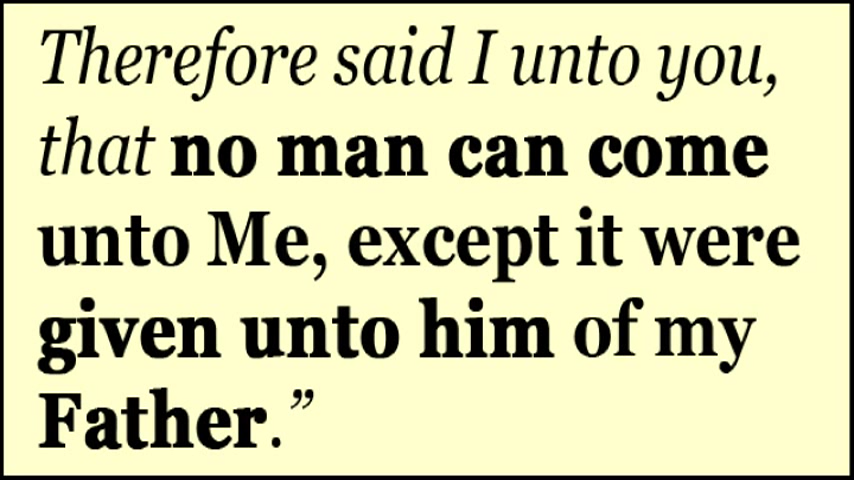 Therefore said I unto you,
that no man can come
unto Me, except it were
given unto him of my
Father.”